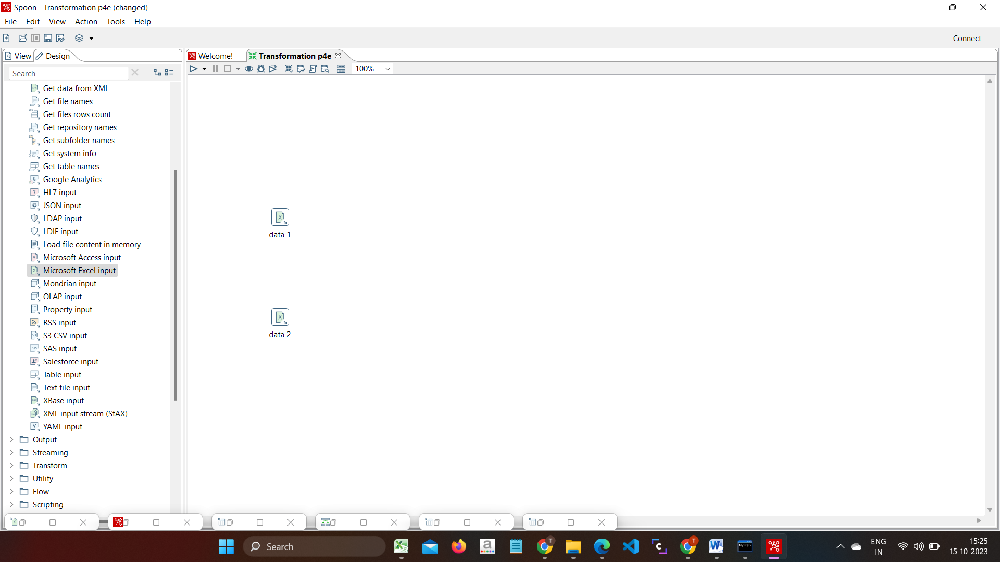 Spoon - Transformation p4e (changed)
File Edit View Action Tools Help
Connect
View Design
Welcome! Transformation p4e
100%
Search
Get data from XML
Get file names
Get files rows count
Get repository names
Get subfolder names
Get system info
Get table names
Google Analytics
HL7 input
JSON input
LDAP input
LDIF input
Load file content in memory
Microsoft Access input
Microsoft Excel input
Mondrian input
OLAP input
Property input
RSS input
S3 CSV input
SAS input
Salesforce input
Table input
Text file input
XBase input
XML input stream (StAX)
YAML input
Output
Streaming
Transform
Utility
Flow
Scripting
data 1
data 2
Search
ENG
IN
15:25
15-10-2023